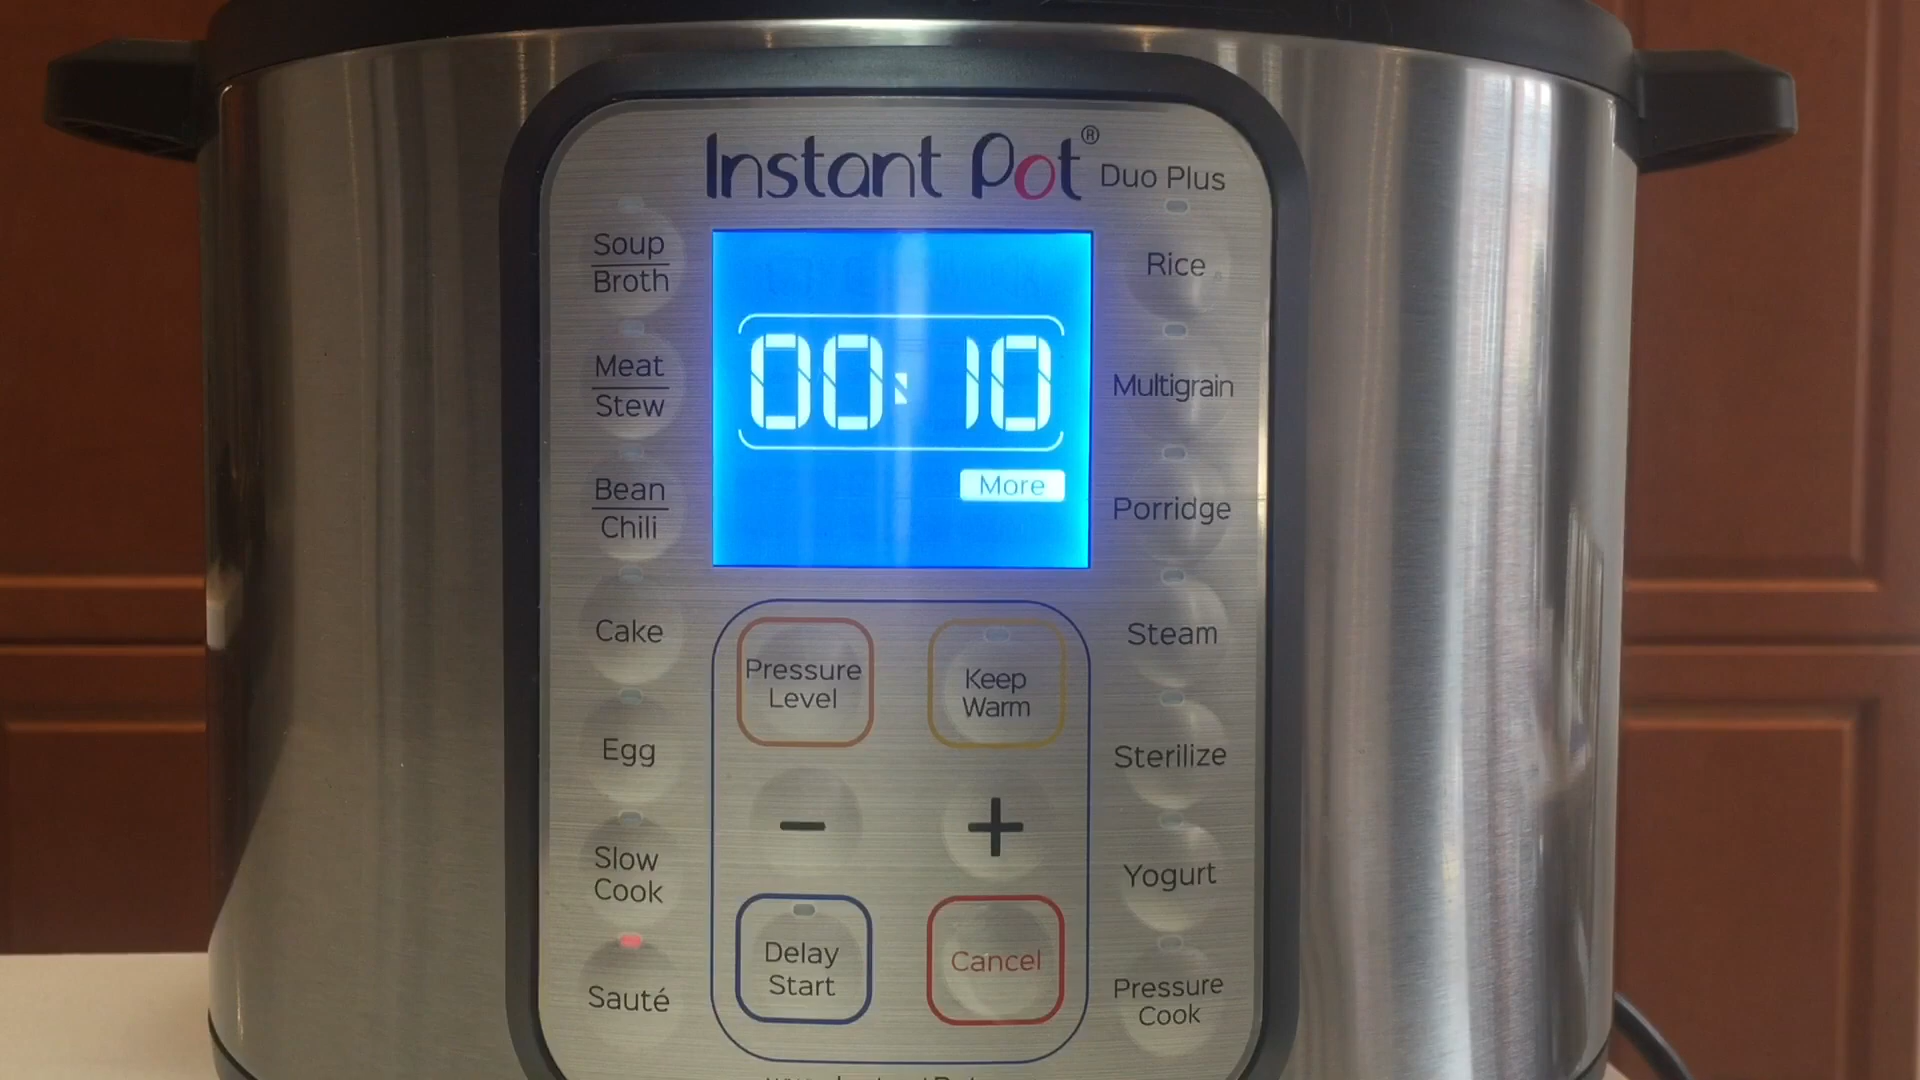 Instant Pot® Duo Plus
Soup
Broth
Rice
00:10
Meat
Stew
Multigrain
More
Bean
Chili
Porridge
Cake
Pressure
Level
Keep
Warm
Steam
Egg
Sterilize
− +
Slow
Cook
Yogurt
Sauté
Delay
Start
Cancel
Pressure
Cook